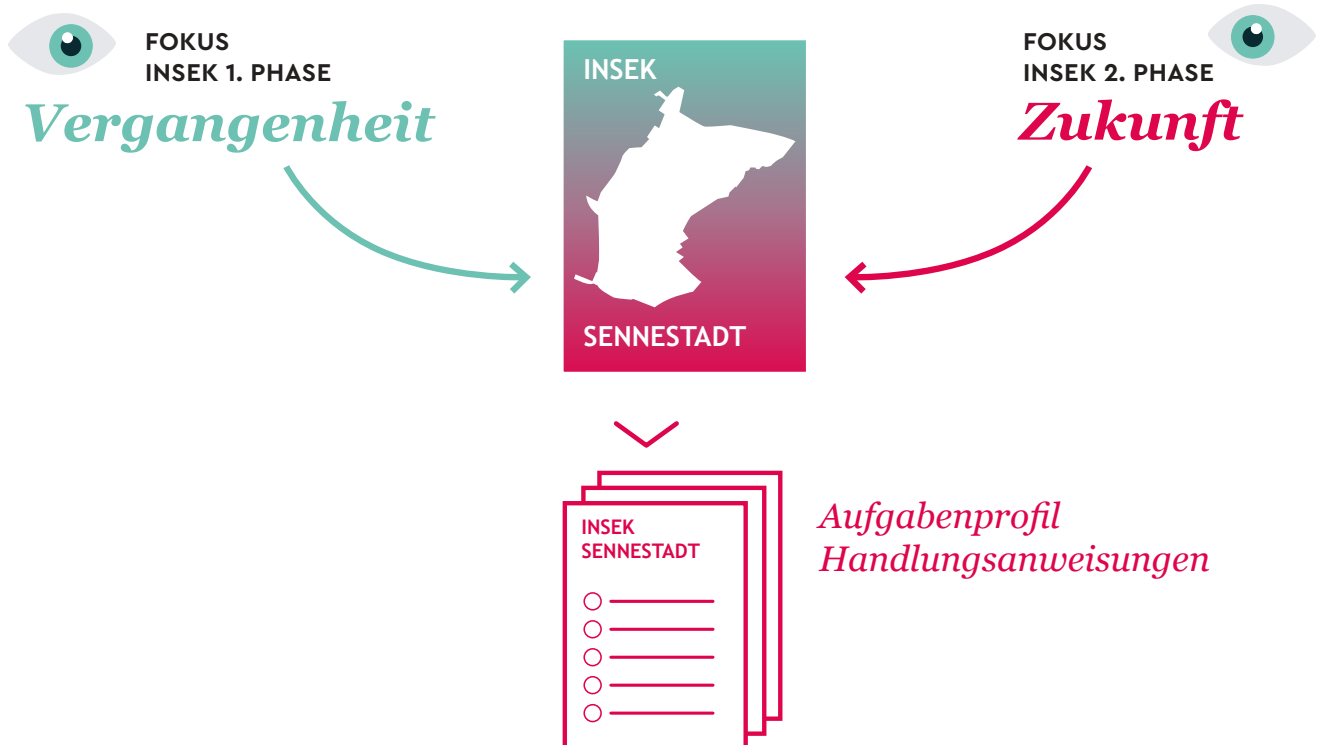 FOKUS
INSEK 1. PHASE
Vergangenheit
INSEK
SENNESTADT
FOKUS
INSEK 2. PHASE
Zukunft
INSEK
SENNESTADT
Aufgabenprofil
Handlungsanweisungen